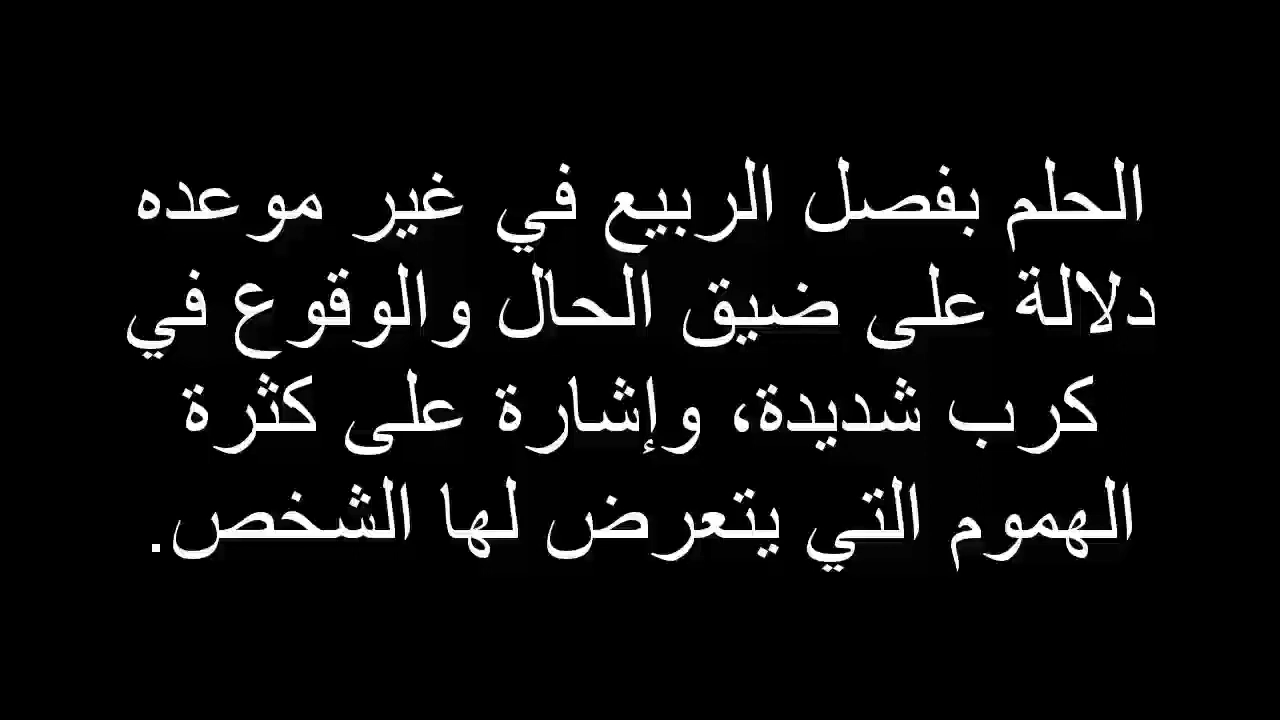 الحلم بفصل الربيع في غير موعده
دلالة على ضيق الحال والوقوع في
كرب شديدة، وإشارة على كثرة
الهموم التي يتعرض لها الشخص.